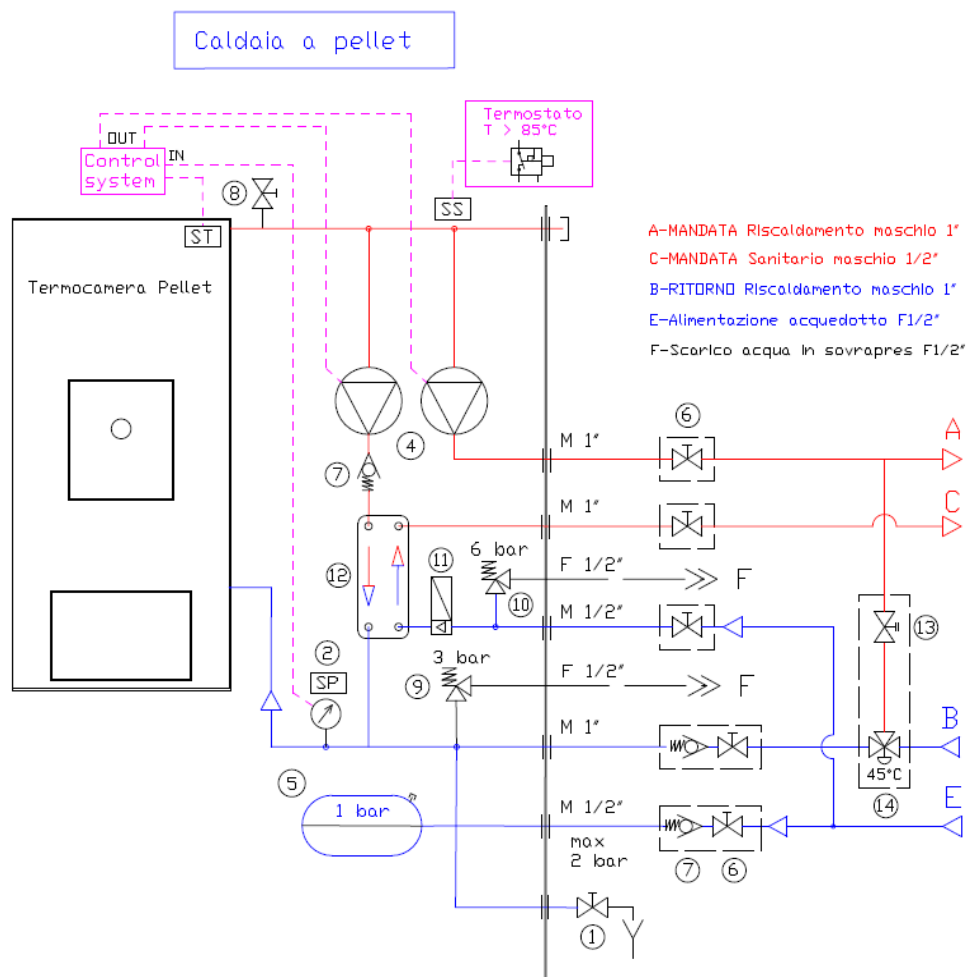 Caldaia a pellet
Termostato
T > 85°C
OUT
IN
Control
system
8
SS
ST
A-MANDATA Riscaldamento maschio 1"
C-MANDATA Sanitario maschio 1/2"
B-RITORNO Riscaldamento maschio 1"
E-Alimentazione acquedotto F1/2"
F-Scarico acqua in sovrapres F1/2"
Termocamera Pellet
4
6
M 1"
A
7
M 1"
C
6 bar
11
F 1/2"
F
12
10
M 1/2"
13
3 bar
2
SP
9
F 1/2"
F
M 1"
B
45°C
14
5
1 bar
M 1/2"
E
max
2 bar
7
6
1